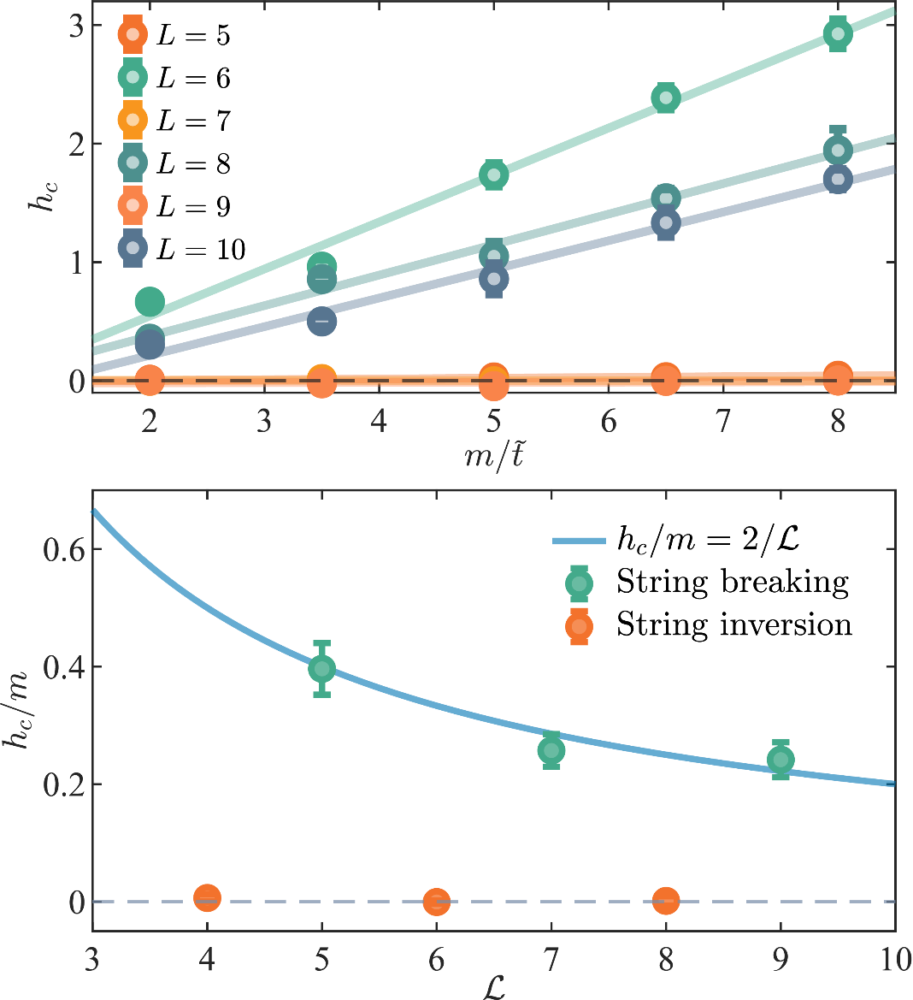 3
2
1
0
h_c
L = 5
L = 6
L = 7
L = 8
L = 9
L = 10
2 3 4 5 6 7 8
m/t̃
0.6
0.4
0.2
0
h_c/m
h_c/m = 2/ℒ
String breaking
String inversion
3 4 5 6 7 8 9 10
ℒ